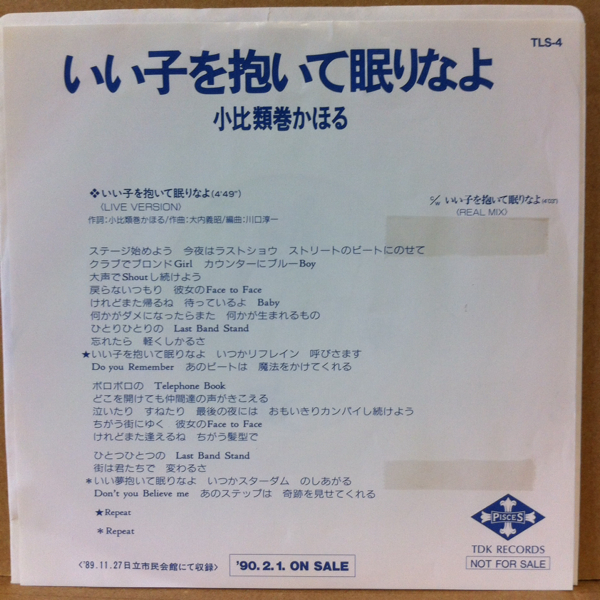 TLS-4
いい子を抱いて眠りなよ
小比類巻かほる
❖いい子を抱いて眠りなよ(4'49")
(LIVE VERSION)
作詞:小比類巻かほる/作曲:大内義昭/編曲:川口淳一
c/w いい子を抱いて眠りなよ
(REAL MIX)
ステージ始めよう 今夜はラストショウ ストリートのビートにのせて
クラブでブロンドGirl カウンターにブルーBoy
大声でShoutし続けよう
戻らないつもり 彼女のFace to Face
けれどまた帰るね 待っているよ Baby
何かがダメになったらまた 何かが生まれるもの
ひとりひとりの Last Band Stand
忘れたら 軽くしかるさ
★いい子を抱いて眠りなよ いつかリフレイン 呼びさます
Do you Remember あのビートは 魔法をかけてくれる
ボロボロの Telephone Book
どこを開けても仲間達の声がきこえる
泣いたり すねたり 最後の夜には おもいきりカンパイし続けよう
ちがう街にゆく 彼女のFace to Face
けれどまた逢えるね ちがう髪型で
ひとつひとつの Last Band Stand
街は君たちで 変わるさ
*いい夢抱いて眠りなよ いつかスターダム のしあがる
Don't you Believe me あのステップは 奇跡を見せてくれる
★Repeat
*Repeat
<'89.11.27日立市民会館にて収録>
'90.2.1. ON SALE
PISCES
TDK RECORDS
NOT FOR SALE